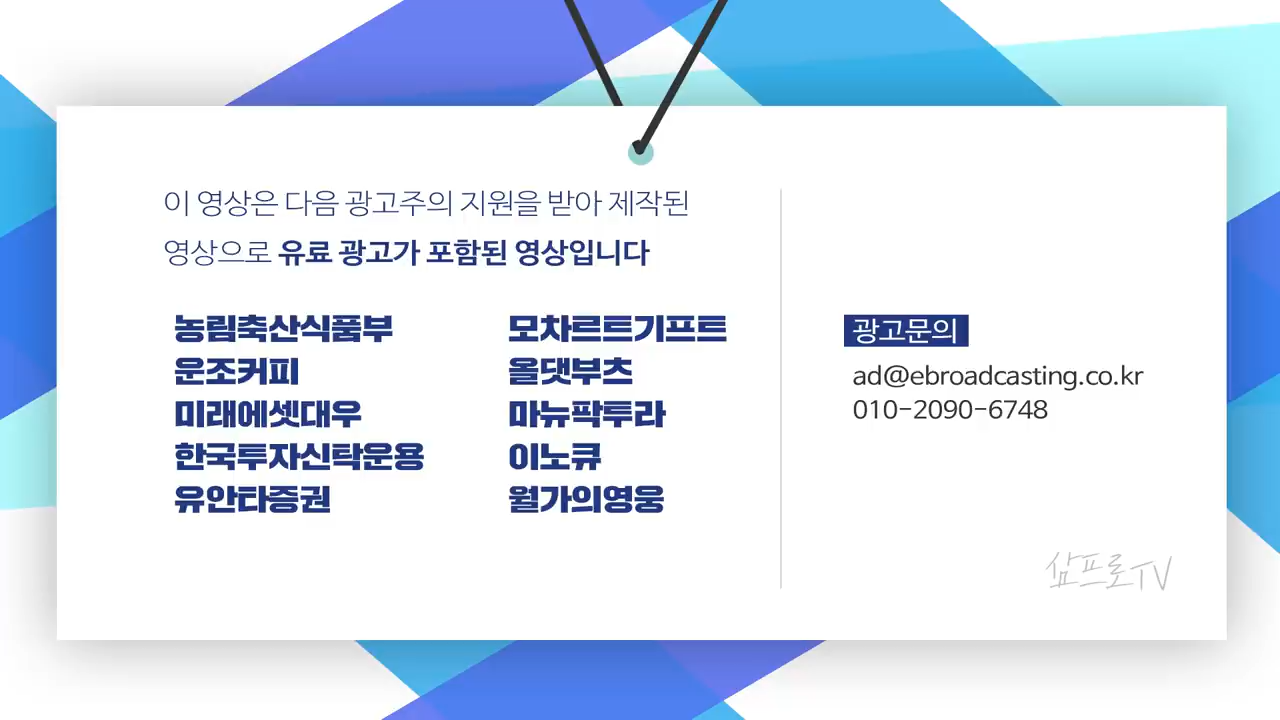 이 영상은 다음 광고주의 지원을 받아 제작된
영상으로 유료 광고가 포함된 영상입니다
농림축산식품부
운조커피
미래에셋대우
한국투자신탁운용
유안타증권
모차르트기프트
올댓부츠
마뉴팍투라
이노큐
월가의영웅
광고문의
ad@ebroadcasting.co.kr
010-2090-6748
삼프로TV